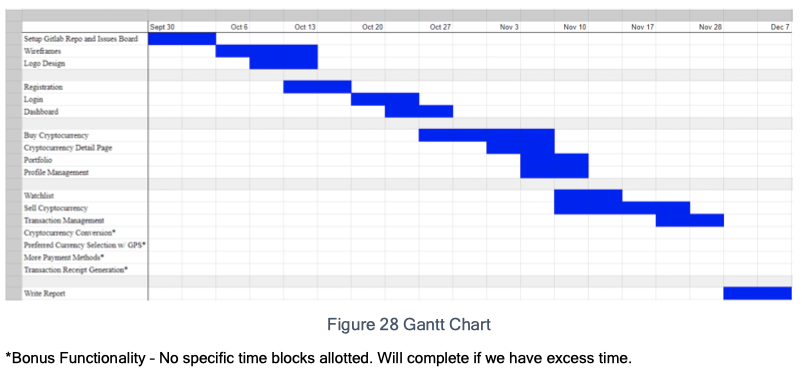 Sept 30 Oct 6 Oct 13 Oct 20 Oct 27 Nov 3 Nov 10 Nov 17 Nov 28 Dec 7
Setup Gitlab Repo and Issues Board
Wireframes
Logo Design
Registration
Login
Dashboard
Buy Cryptocurrency
Cryptocurrency Detail Page
Portfolio
Profile Management
Watchlist
Sell Cryptocurrency
Transaction Management
Cryptocurrency Conversion*
Preferred Currency Selection w/ GPS*
More Payment Methods*
Transaction Receipt Generation*
Write Report
Figure 28 Gantt Chart
*Bonus Functionality - No specific time blocks allotted. Will complete if we have excess time.